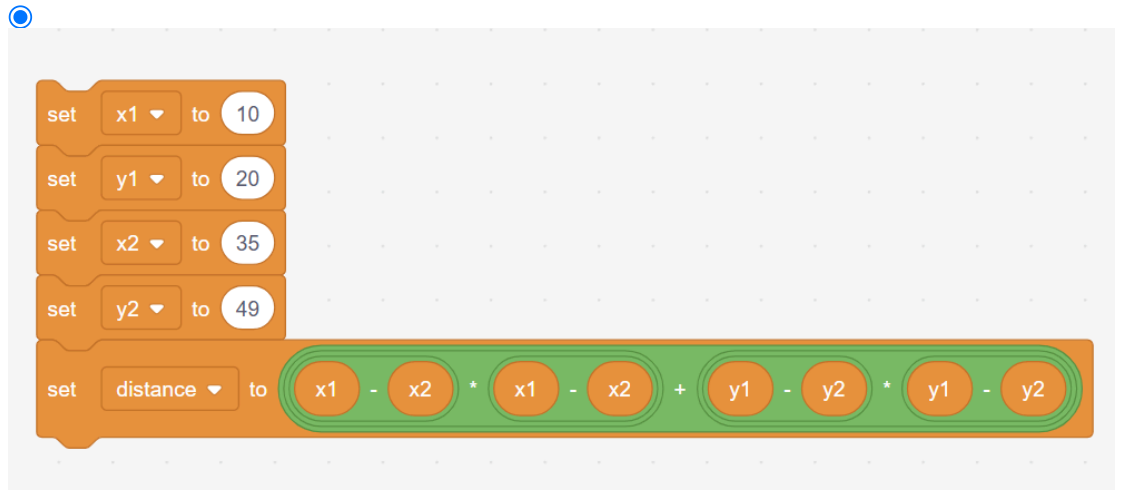 set x1 to 10
set y1 to 20
set x2 to 35
set y2 to 49
set distance to x1 - x2 * x1 - x2 + y1 - y2 * y1 - y2